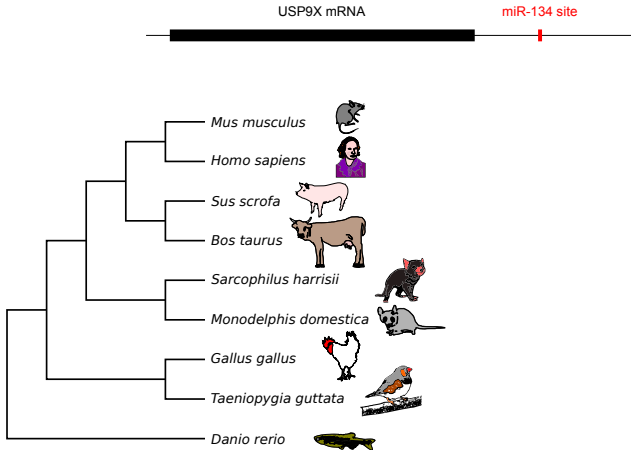 USP9X mRNA
miR-134 site
Mus musculus
Homo sapiens
Sus scrofa
Bos taurus
Sarcophilus harrisii
Monodelphis domestica
Gallus gallus
Taeniopygia guttata
Danio rerio